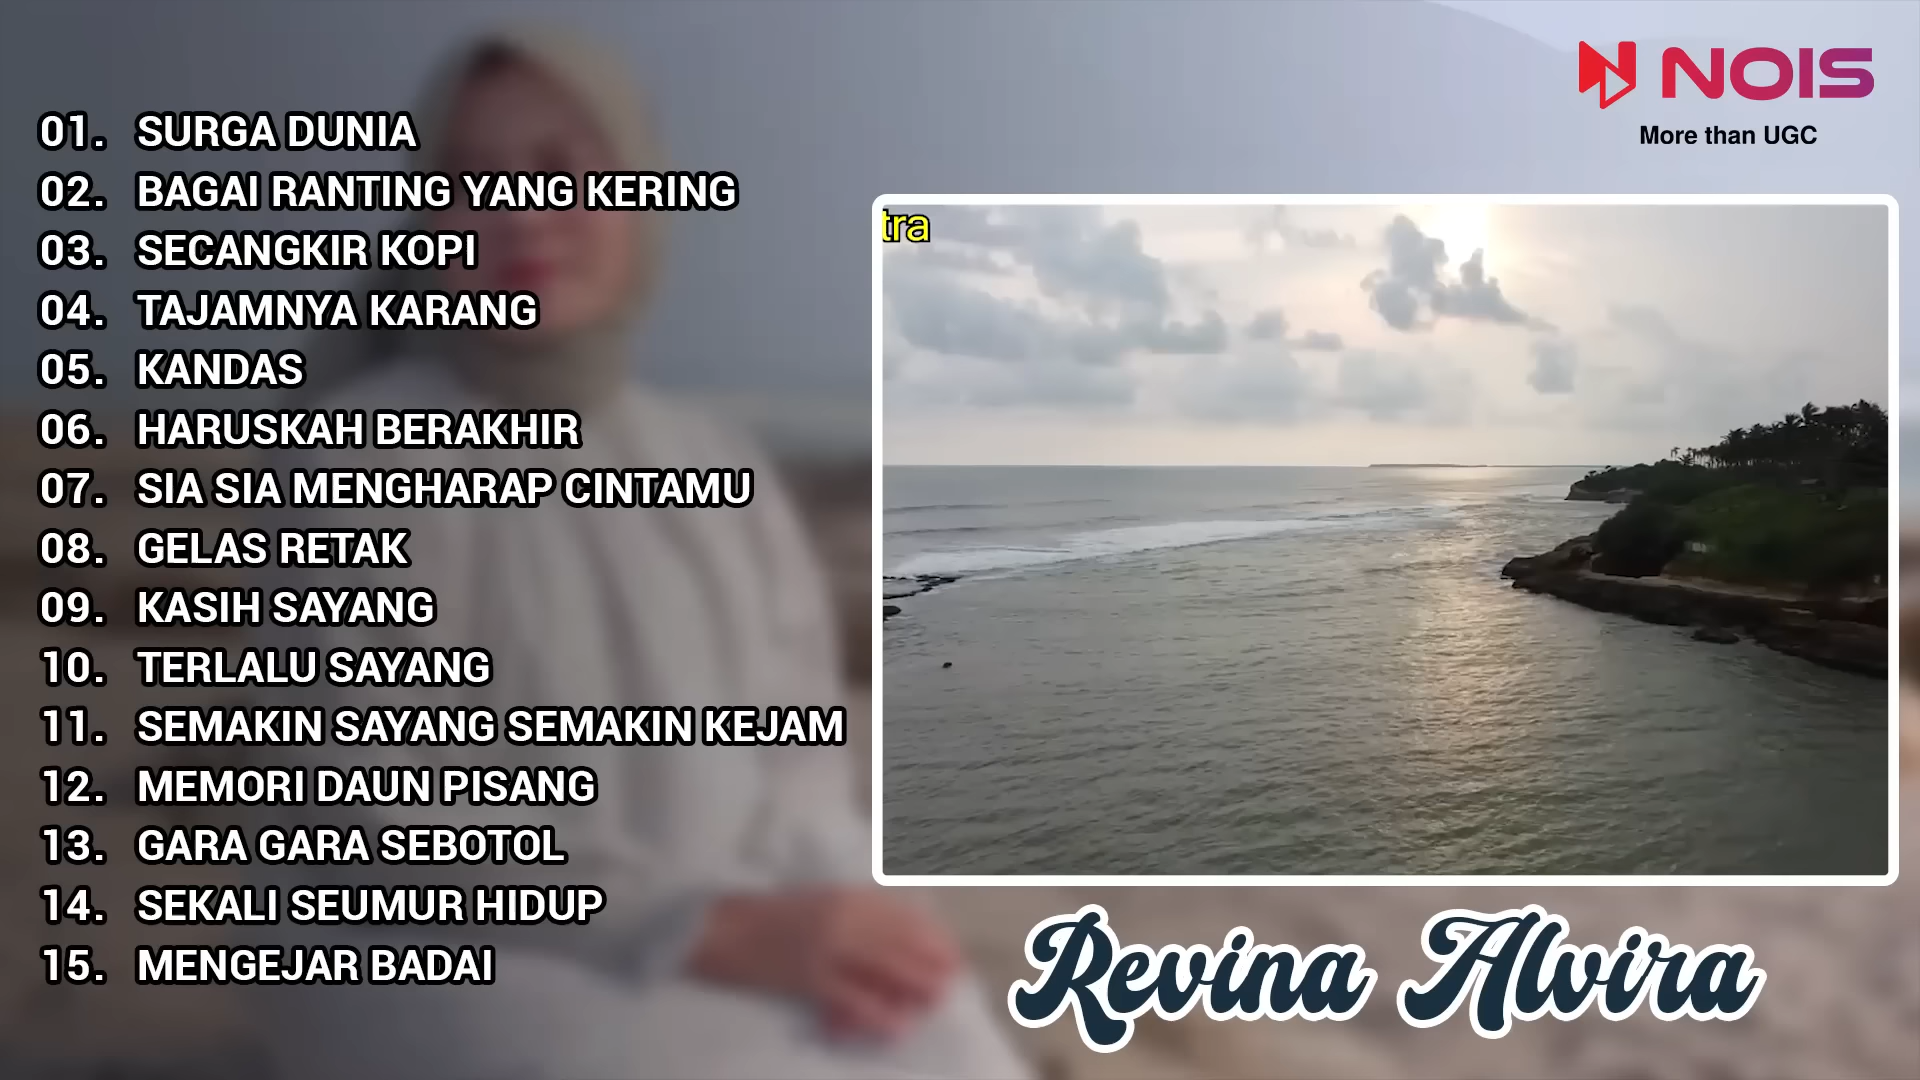 01. SURGA DUNIA
02. BAGAI RANTING YANG KERING
03. SECANGKIR KOPI
04. TAJAMNYA KARANG
05. KANDAS
06. HARUSKAH BERAKHIR
07. SIA SIA MENGHARAP CINTAMU
08. GELAS RETAK
09. KASIH SAYANG
10. TERLALU SAYANG
11. SEMAKIN SAYANG SEMAKIN KEJAM
12. MEMORI DAUN PISANG
13. GARA GARA SEBOTOL
14. SEKALI SEUMUR HIDUP
15. MENGEJAR BADAI
NOIS
More than UGC
tra
Revina Alvira